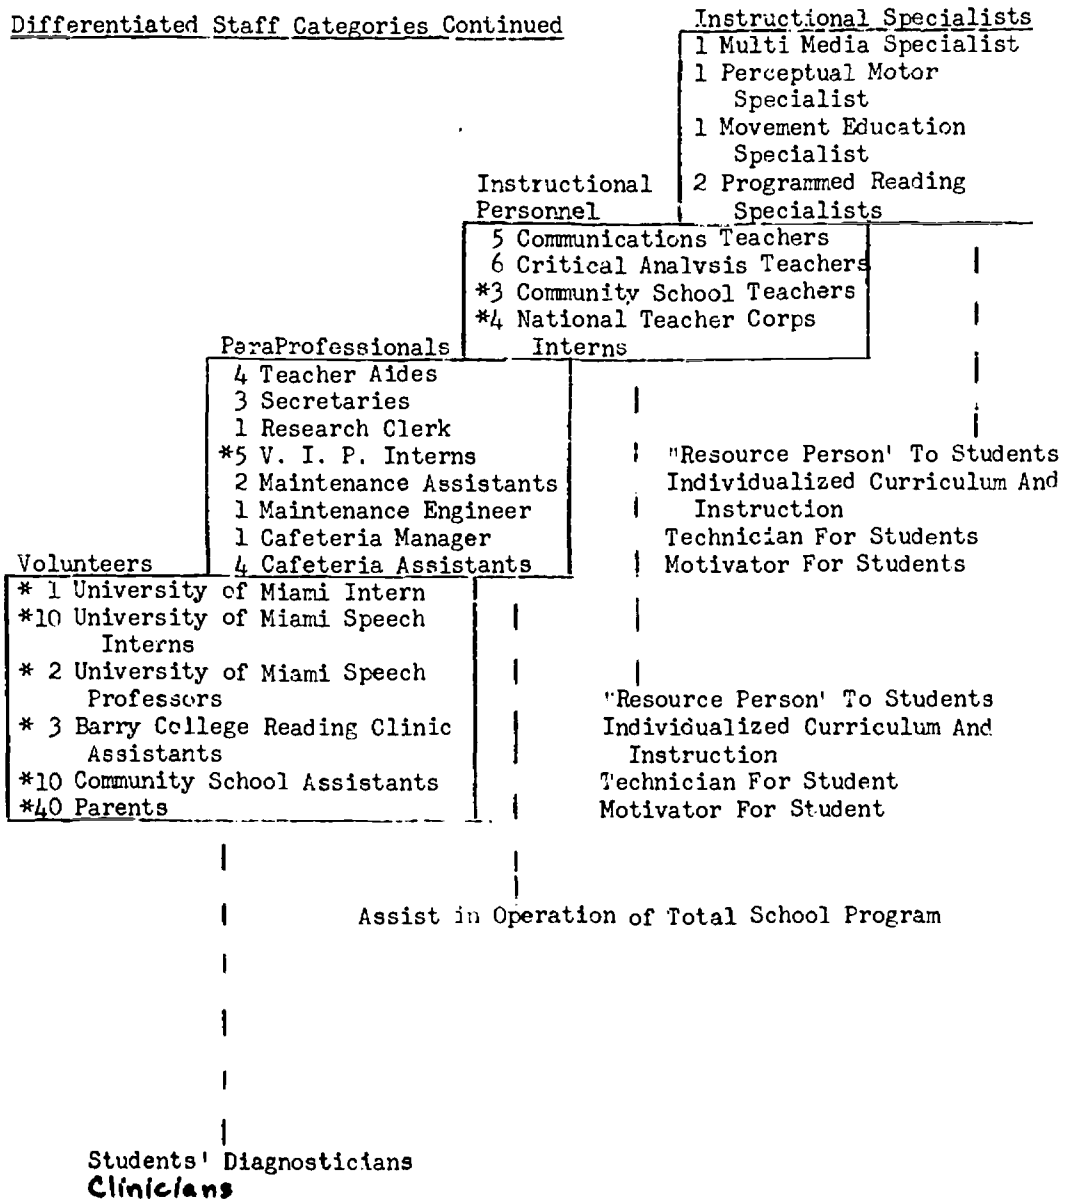 Differentiated Staff Categories Continued
Instructional Specialists
1 Multi Media Specialist
1 Perceptual Motor
Specialist
1 Movement Education
Specialist
2 Programmed Reading
Specialists
Instructional
Personnel
5 Communications Teachers
6 Critical Analysis Teachers
*3 Community School Teachers
*4 National Teacher Corps
Interns
ParaProfessionals
4 Teacher Aides
3 Secretaries
1 Research Clerk
*5 V. I. P. Interns
2 Maintenance Assistants
1 Maintenance Engineer
1 Cafeteria Manager
4 Cafeteria Assistants
"Resource Person' To Students
Individualized Curriculum And
Instruction
Technician For Students
Motivator For Students
Volunteers
* 1 University of Miami Intern
*10 University of Miami Speech
Interns
* 2 University of Miami Speech
Professors
* 3 Barry College Reading Clinic
Assistants
*10 Community School Assistants
*40 Parents
"Resource Person' To Students
Individualized Curriculum And
Instruction
Technician For Student
Motivator For Student
Assist in Operation of Total School Program
Students' Diagnosticians
Clinicians